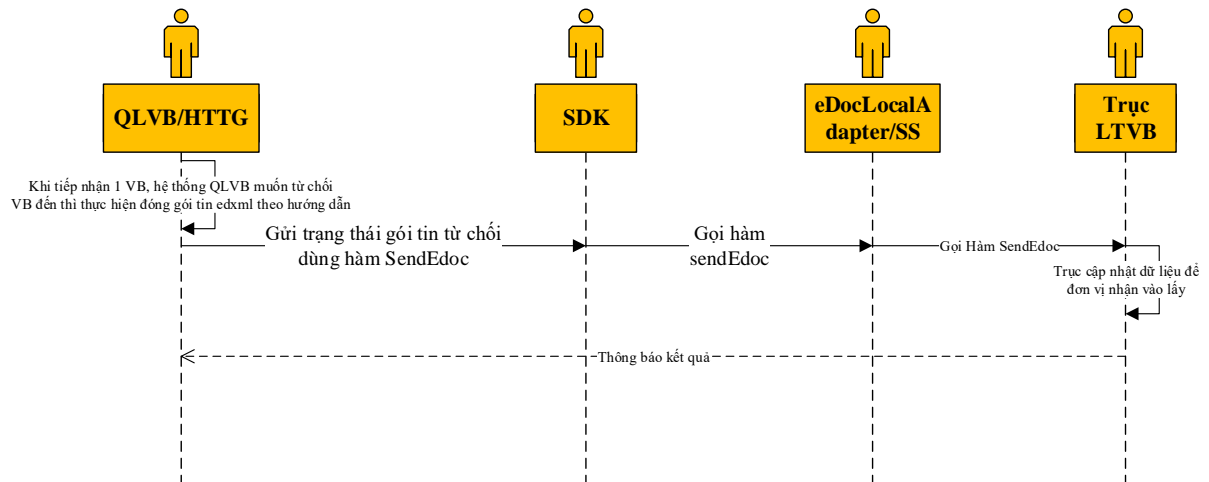 QLVB/HTTG
SDK
eDocLocalA
dapter/SS
Trục
LTVB
Khi tiếp nhận 1 VB, hệ thống QLVB muốn từ chối
VB đến thì thực hiện đóng gói tin edxml theo hướng dẫn
Gửi trạng thái gói tin từ chối
dùng hàm SendEdoc
Gọi hàm
sendEdoc
Gọi Hàm SendEdoc
Trục cập nhật dữ liệu để
đơn vị nhận vào lấy
Thông báo kết quả